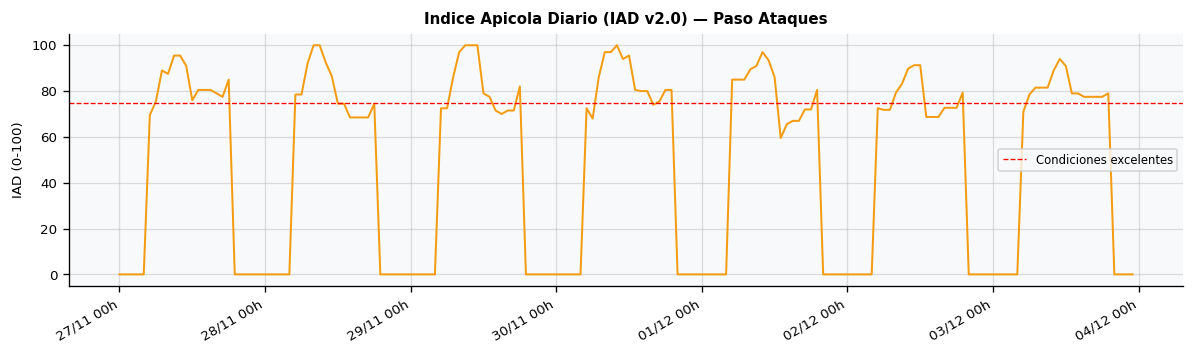 Indice Apicola Diario (IAD v2.0) — Paso Ataques
IAD (0-100)
100
80
60
40
20
0
Condiciones excelentes
27/11 00h
28/11 00h
29/11 00h
30/11 00h
01/12 00h
02/12 00h
03/12 00h
04/12 00h